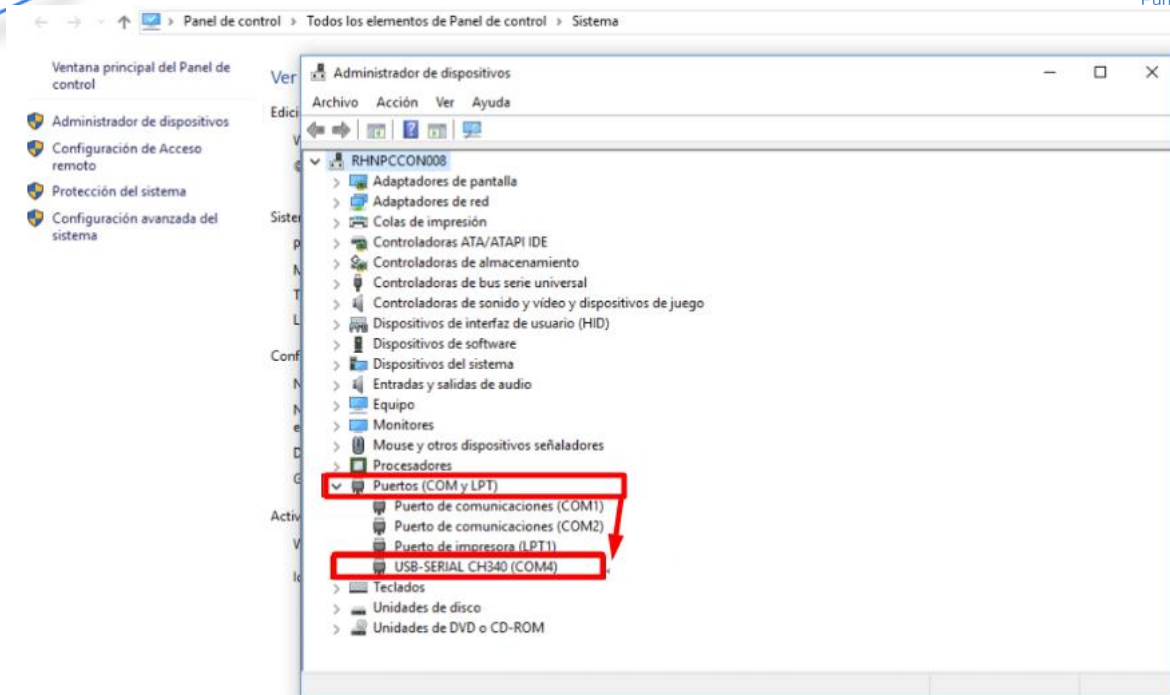 Panel de control > Todos los elementos de Panel de control > Sistema
Ventana principal del Panel de
control
Administrador de dispositivos
Configuración de Acceso
remoto
Protección del sistema
Configuración avanzada del
sistema
Ver
Edici
Siste
Conf
Activ
Administrador de dispositivos
Archivo Acción Ver Ayuda
RHNPCCON008
Adaptadores de pantalla
Adaptadores de red
Colas de impresión
Controladoras ATA/ATAPI IDE
Controladoras de almacenamiento
Controladoras de bus serie universal
Controladoras de sonido y vídeo y dispositivos de juego
Dispositivos de interfaz de usuario (HID)
Dispositivos de software
Dispositivos del sistema
Entradas y salidas de audio
Equipo
Monitores
Mouse y otros dispositivos señaladores
Procesadores
Puertos (COM y LPT)
Puerto de comunicaciones (COM1)
Puerto de comunicaciones (COM2)
Puerto de impresora (LPT1)
USB-SERIAL CH340 (COM4)
Teclados
Unidades de disco
Unidades de DVD o CD-ROM